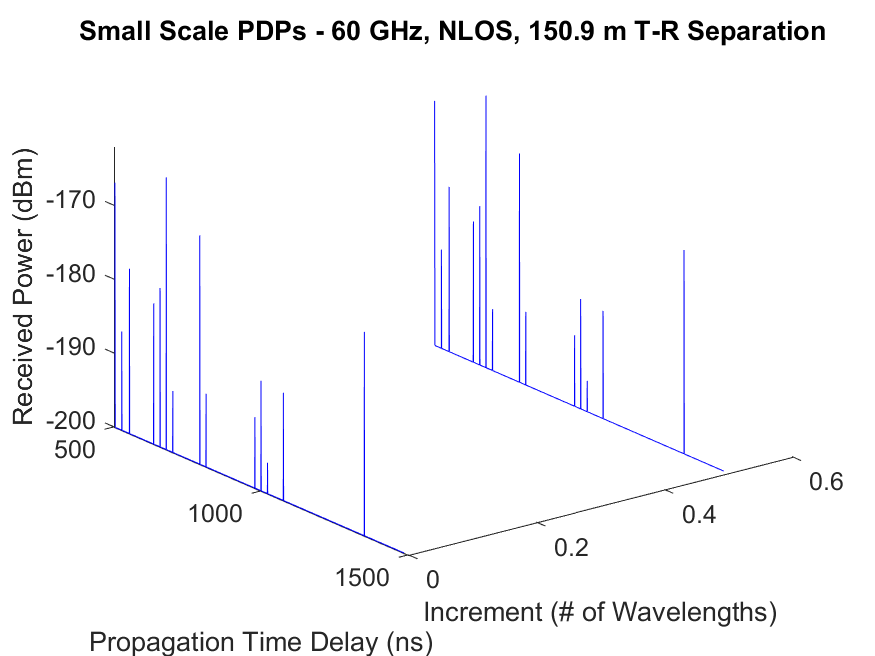 Small Scale PDPs - 60 GHz, NLOS, 150.9 m T-R Separation
Received Power (dBm)
-170
-180
-190
-200
500
1000
1500
0
0.2
0.4
0.6
Increment (# of Wavelengths)
Propagation Time Delay (ns)